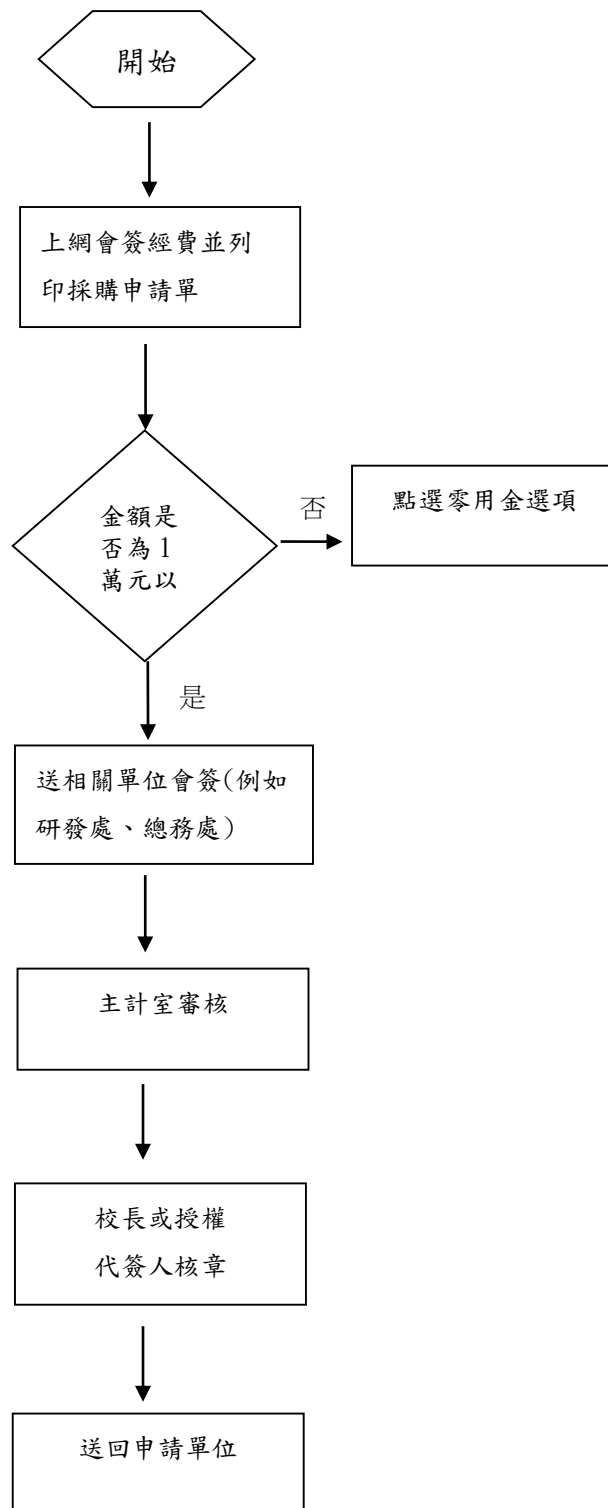 開始
上網會簽經費並列
印採購申請單
金額是
否為1
萬元以
否
點選零用金選項
是
送相關單位會簽(例如
研發處、總務處)
主計室審核
校長或授權
代簽人核章
送回申請單位